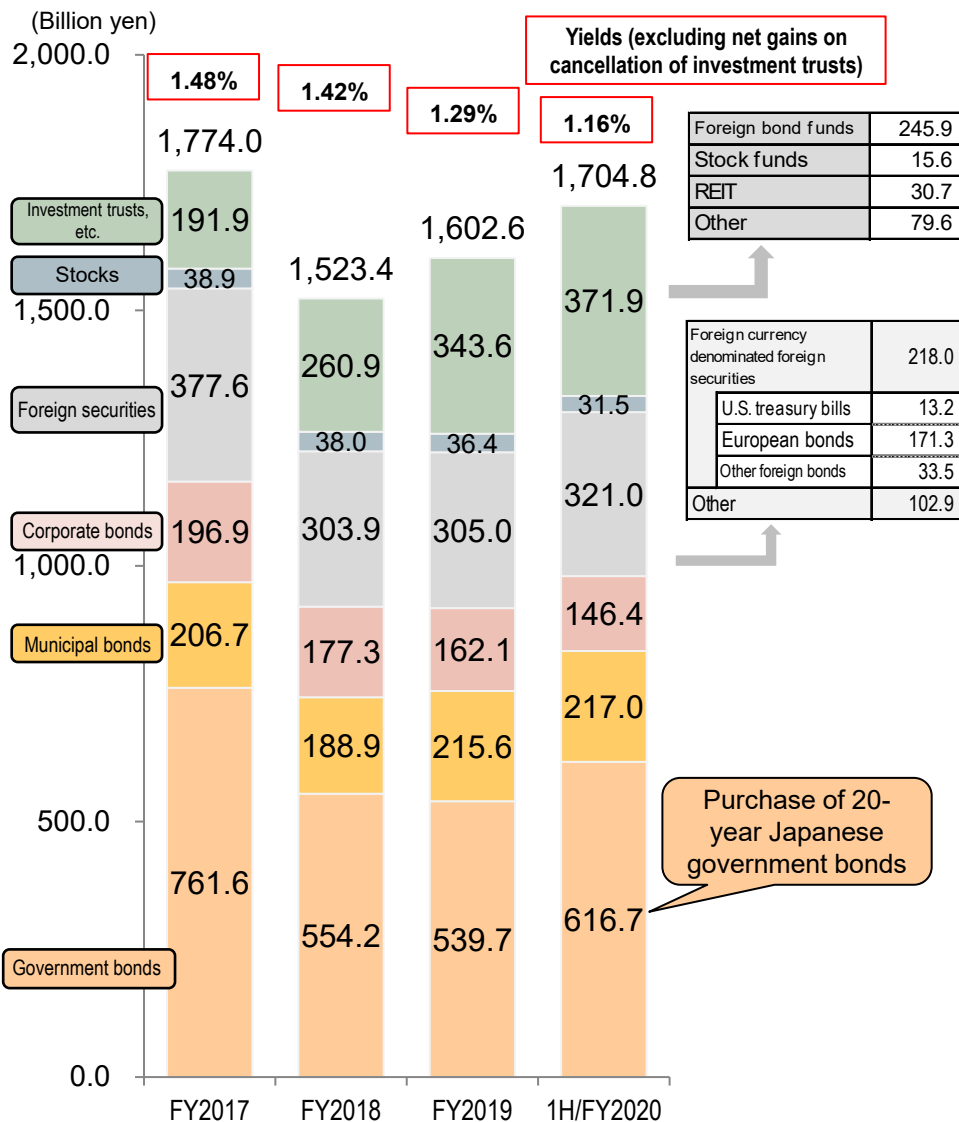 (Billion yen)
2,000.0
1,500.0
1,000.0
500.0
0.0
Yields (excluding net gains on
cancellation of investment trusts)
1.48%
1.42%
1.29%
1.16%
1,774.0
1,523.4
1,602.6
1,704.8
Investment trusts,
etc.
191.9
260.9
343.6
371.9
Stocks
38.9
38.0
36.4
31.5
Foreign securities
377.6
303.9
305.0
321.0
Corporate bonds
196.9
177.3
162.1
146.4
Municipal bonds
206.7
188.9
215.6
217.0
Government bonds
761.6
554.2
539.7
616.7
FY2017
FY2018
FY2019
1H/FY2020
Foreign bond funds 245.9
Stock funds 15.6
REIT 30.7
Other 79.6
Foreign currency
denominated foreign
securities
218.0
U.S. treasury bills 13.2
European bonds 171.3
Other foreign bonds 33.5
Other 102.9
Purchase of 20-
year Japanese
government bonds